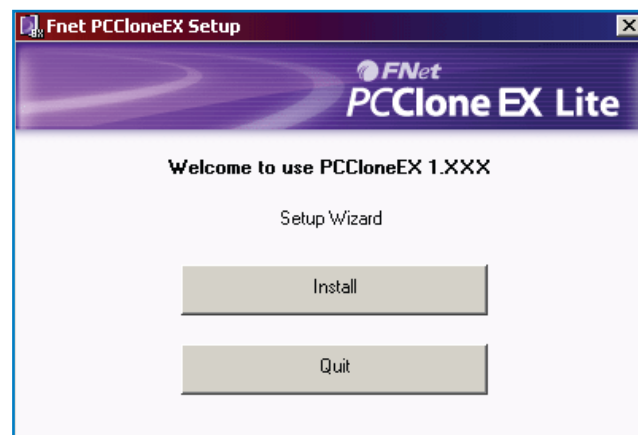 Fnet PCCloneEX Setup
FNet
PCClone EX Lite
Welcome to use PCCloneEX 1.XXX
Setup Wizard
Install
Quit